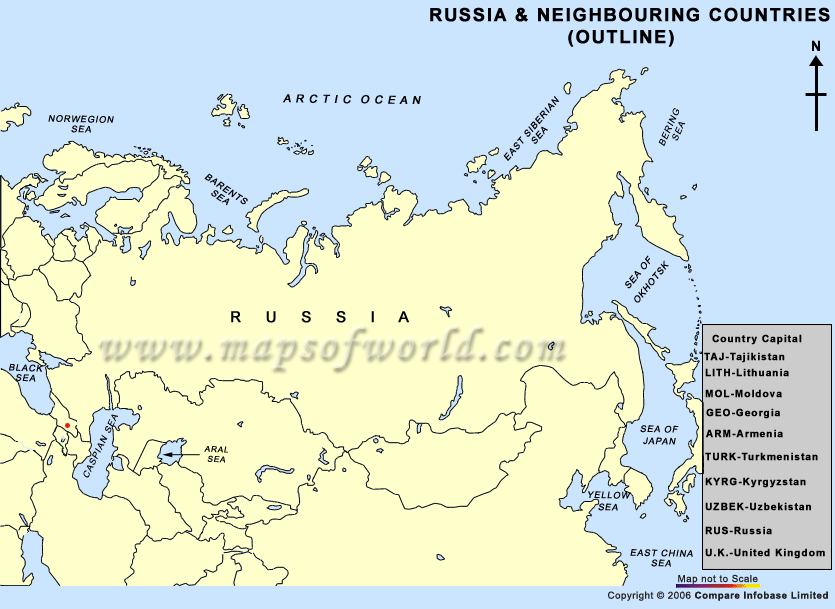 RUSSIA & NEIGHBOURING COUNTRIES
(OUTLINE)
N
ARCTIC OCEAN
NORWEGIAN
SEA
EAST SIBERIAN
SEA
BERING
SEA
BARENTS
SEA
SEA OF
OKHOTSK
RUSSIA
www.mapsofworld.com
BLACK
SEA
CASPIAN SEA
ARAL
SEA
SEA OF
JAPAN
YELLOW
SEA
EAST CHINA
SEA
Country Capital
TAJ-Tajikistan
LITH-Lithuania
MOL-Moldova
GEO-Georgia
ARM-Armenia
TURK-Turkmenistan
KYRG-Kyrgyzstan
UZBEK-Uzbekistan
RUS-Russia
U.K.-United Kingdom
Map not to Scale
Copyright © 2006 Compare Infobase Limited